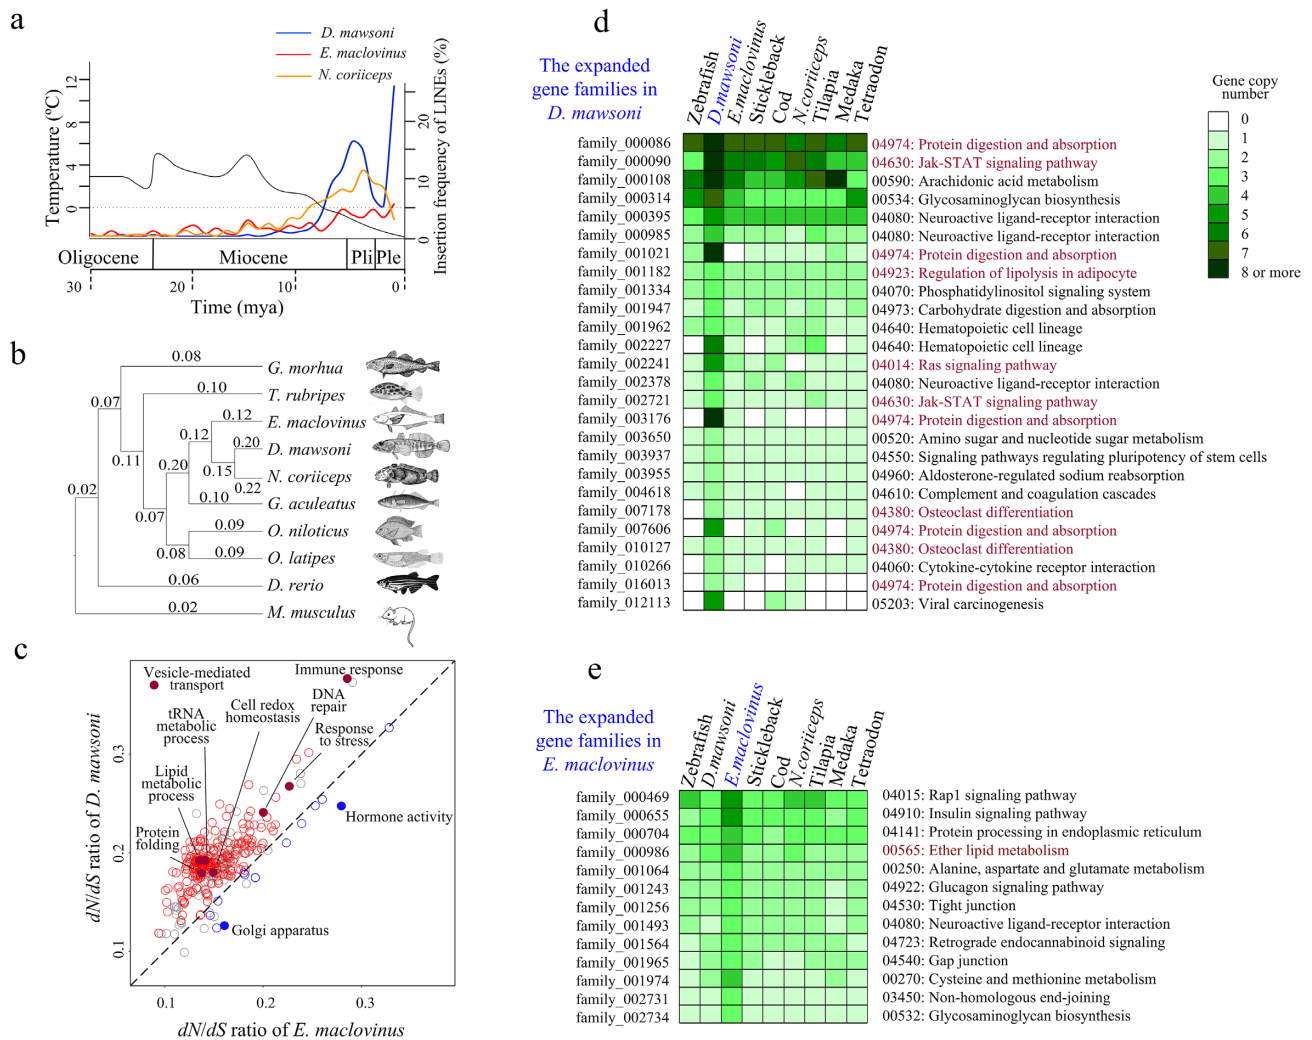 a
D. mawsoni
E. maclovinus
N. coriiceps
Temperature (ºC)
12
8
4
0
Insertion frequency of LINEs (%)
20
10
0
Oligocene
Miocene
Pli
Ple
30
20
10
0
Time (mya)
b
0.08
G. morhua
0.10
T. rubripes
0.07
0.12
E. maclovinus
0.12
0.20
D. mawsoni
0.11
0.20
0.15
N. coriiceps
0.22
0.02
0.10
G. aculeatus
0.07
0.09
O. niloticus
0.08
0.09
O. latipes
0.06
D. rerio
0.02
M. musculus
c
Vesicle-mediated
transport
Immune response
DNA
repair
Cell redox
homeostasis
tRNA
metabolic
process
Response
to stress
Lipid
metabolic
process
Protein
folding
Hormone activity
Golgi apparatus
dN/dS ratio of D. mawsoni
0.3
0.2
0.1
0.1
0.2
0.3
dN/dS ratio of E. maclovinus
d
The expanded
gene families in
D. mawsoni
Zebrafish
D.mawsoni
E.maclovinus
Stickleback
Cod
N.coriiceps
Tilapia
Medaka
Tetraodon
Gene copy
number
0
1
2
3
4
5
6
7
8 or more
family_000086 04974: Protein digestion and absorption
family_000090 04630: Jak-STAT signaling pathway
family_000108 00590: Arachidonic acid metabolism
family_000314 00534: Glycosaminoglycan biosynthesis
family_000395 04080: Neuroactive ligand-receptor interaction
family_000985 04080: Neuroactive ligand-receptor interaction
family_001021 04974: Protein digestion and absorption
family_001182 04923: Regulation of lipolysis in adipocyte
family_001334 04070: Phosphatidylinositol signaling system
family_001947 04973: Carbohydrate digestion and absorption
family_001962 04640: Hematopoietic cell lineage
family_002227 04640: Hematopoietic cell lineage
family_002241 04014: Ras signaling pathway
family_002378 04080: Neuroactive ligand-receptor interaction
family_002721 04630: Jak-STAT signaling pathway
family_003176 04974: Protein digestion and absorption
family_003650 00520: Amino sugar and nucleotide sugar metabolism
family_003937 04550: Signaling pathways regulating pluripotency of stem cells
family_003955 04960: Aldosterone-regulated sodium reabsorption
family_004618 04610: Complement and coagulation cascades
family_007178 04380: Osteoclast differentiation
family_007606 04974: Protein digestion and absorption
family_010127 04380: Osteoclast differentiation
family_010266 04060: Cytokine-cytokine receptor interaction
family_016013 04974: Protein digestion and absorption
family_012113 05203: Viral carcinogenesis
e
The expanded
gene families in
E. maclovinus
Zebrafish
D.mawsoni
E.maclovinus
Stickleback
Cod
N.coriiceps
Tilapia
Medaka
Tetraodon
family_000469 04015: Rap1 signaling pathway
family_000655 04910: Insulin signaling pathway
family_000704 04141: Protein processing in endoplasmic reticulum
family_000986 00565: Ether lipid metabolism
family_001064 00250: Alanine, aspartate and glutamate metabolism
family_001243 04922: Glucagon signaling pathway
family_001256 04530: Tight junction
family_001493 04080: Neuroactive ligand-receptor interaction
family_001564 04723: Retrograde endocannabinoid signaling
family_001965 04540: Gap junction
family_001974 00270: Cysteine and methionine metabolism
family_002731 03450: Non-homologous end-joining
family_002734 00532: Glycosaminoglycan biosynthesis